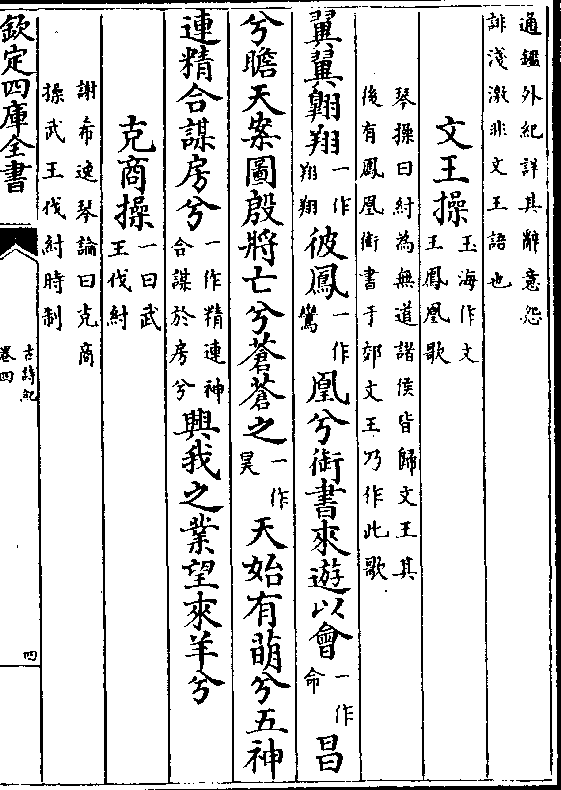 通鑑外紀詳其辭意怨
誹淺激非文王語也
文王操玉海作文王鳳凰歌
琴操曰紂為無道諸侯皆歸文王其
後有鳳凰銜書于郊文王乃作此歌
翼翼翺翔一作翔翔彼鳳一作鸞凰兮銜書來遊以會一作命昌
兮瞻天案圖殷將亡兮蒼蒼之一作昊天始有萌兮五神
連精合謀房兮一作精連神合謀於房兮興我之業望來羊兮
克商操一曰武王伐紂
謝希逸琴論曰克商
操武王伐紂時制
欽定四庫全書
古詩紀
卷四
四